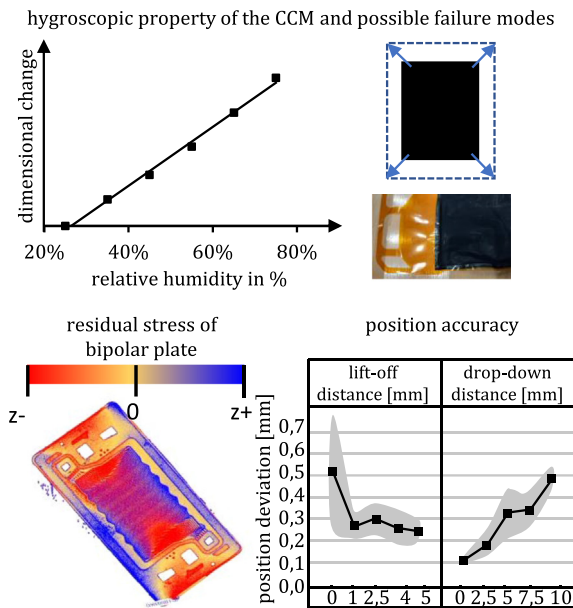 hygroscopic property of the CCM and possible failure modes
dimensional change
20% 40% 60% 80%
relative humidity in %
residual stress of
bipolar plate
z- 0 z+
position accuracy
lift-off
distance [mm]
drop-down
distance [mm]
position deviation [mm]
0,7
0,6
0,5
0,4
0,3
0,2
0,1
0,0
0 1 2,5 4 5 0 2,5 5 7,5 10